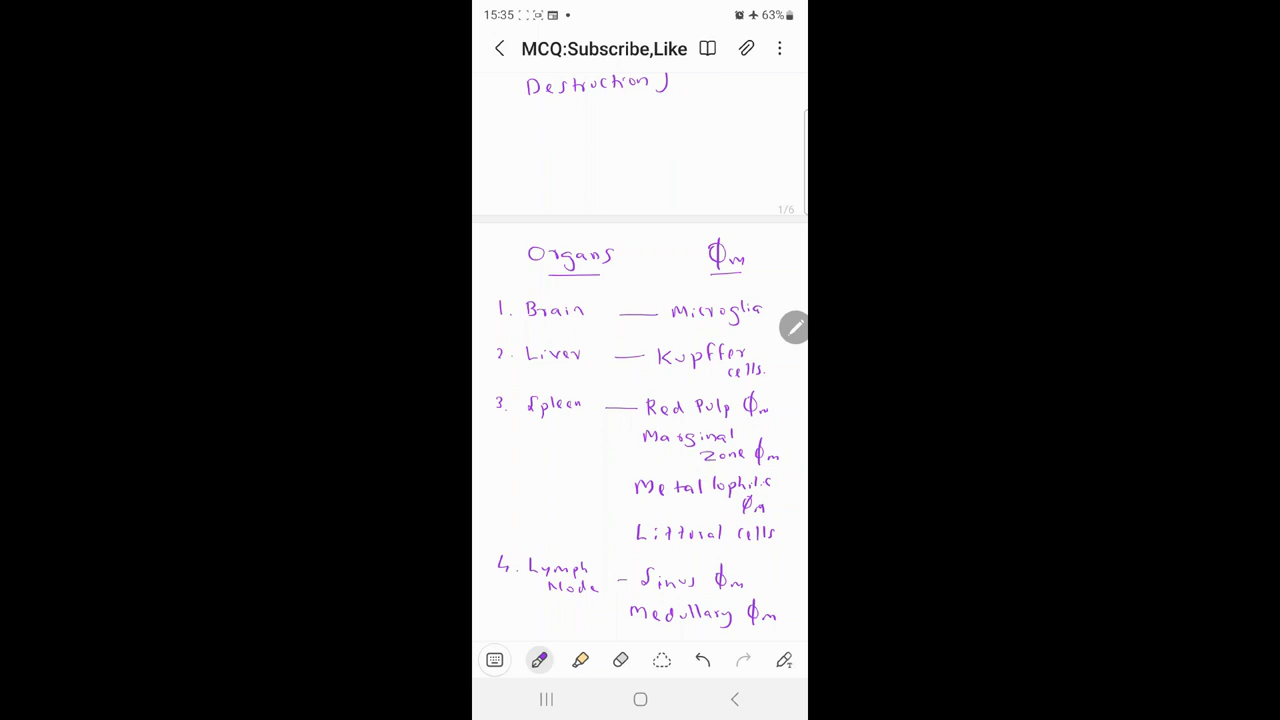 15:35 63%
MCQ:Subscribe,Like
Destruction)
1/6
Organs Φm
1. Brain — Microglia
2. Liver — Kupffer
cells.
3. Spleen — Red Pulp Φm
Marginal
Zone Φm
Metallophilic
Φm
Littoral cells
4. Lymph
Node - Sinus Φm
Medullary Φm